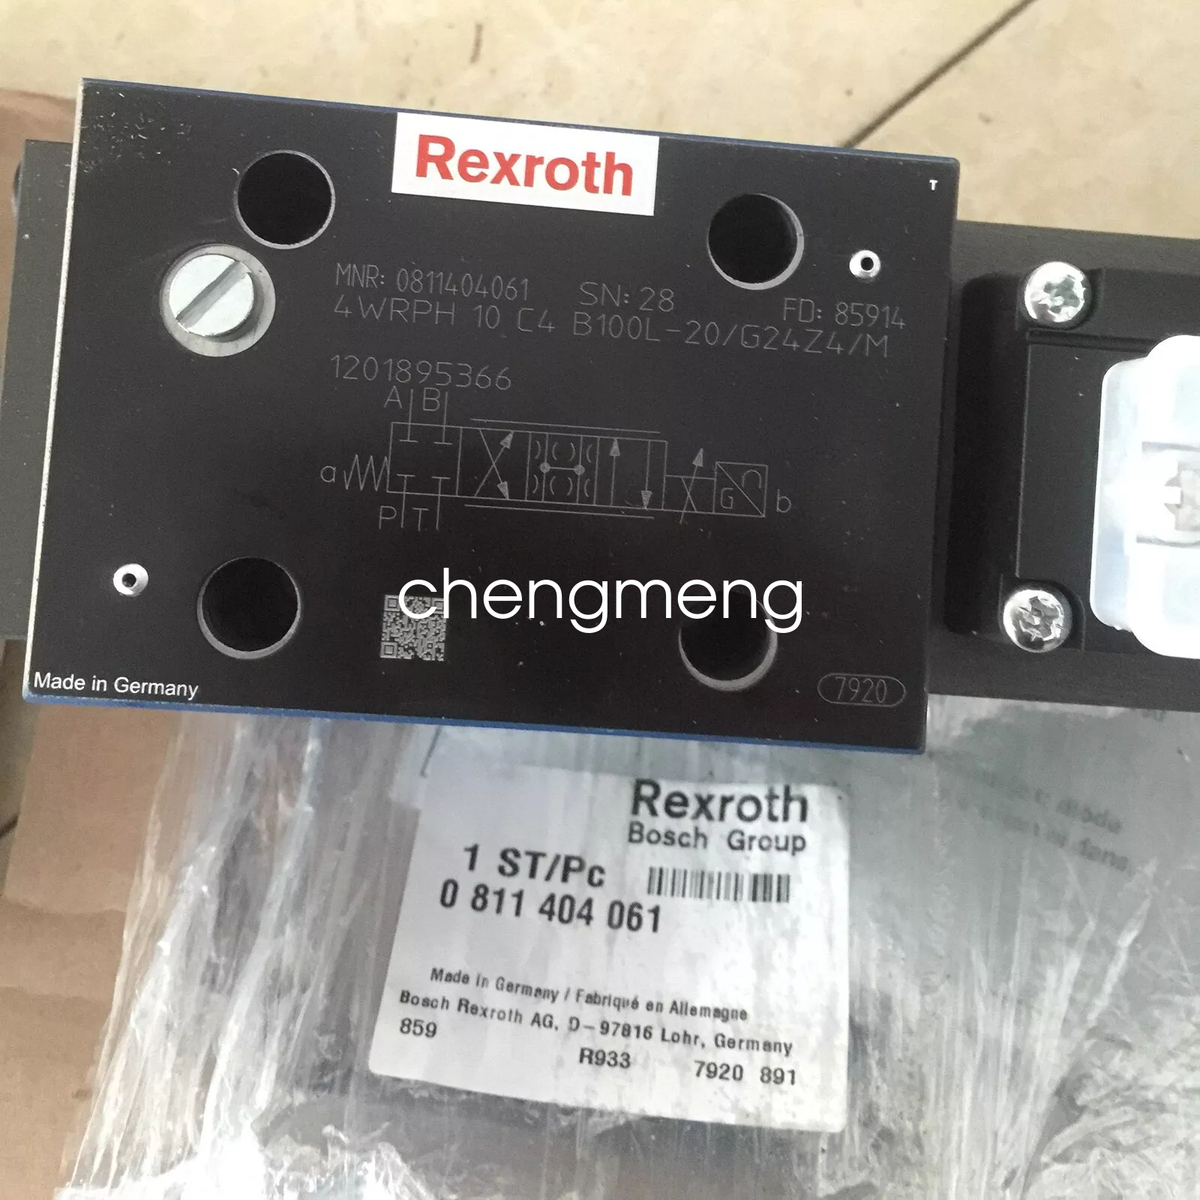 Rexroth
T
MNR: 0811404061 SN: 28 FD: 85914
4WRPH 10 C4 B100L-20/G24Z4/M
1201895366
A B
a G b
P T
chengmeng
Made in Germany 7920
Rexroth
Bosch Group
1 ST/Pc
0 811 404 061
Made in Germany / Fabriqué en Allemagne
Bosch Rexroth AG, D-97816 Lohr, Germany
859
R933 7920 891